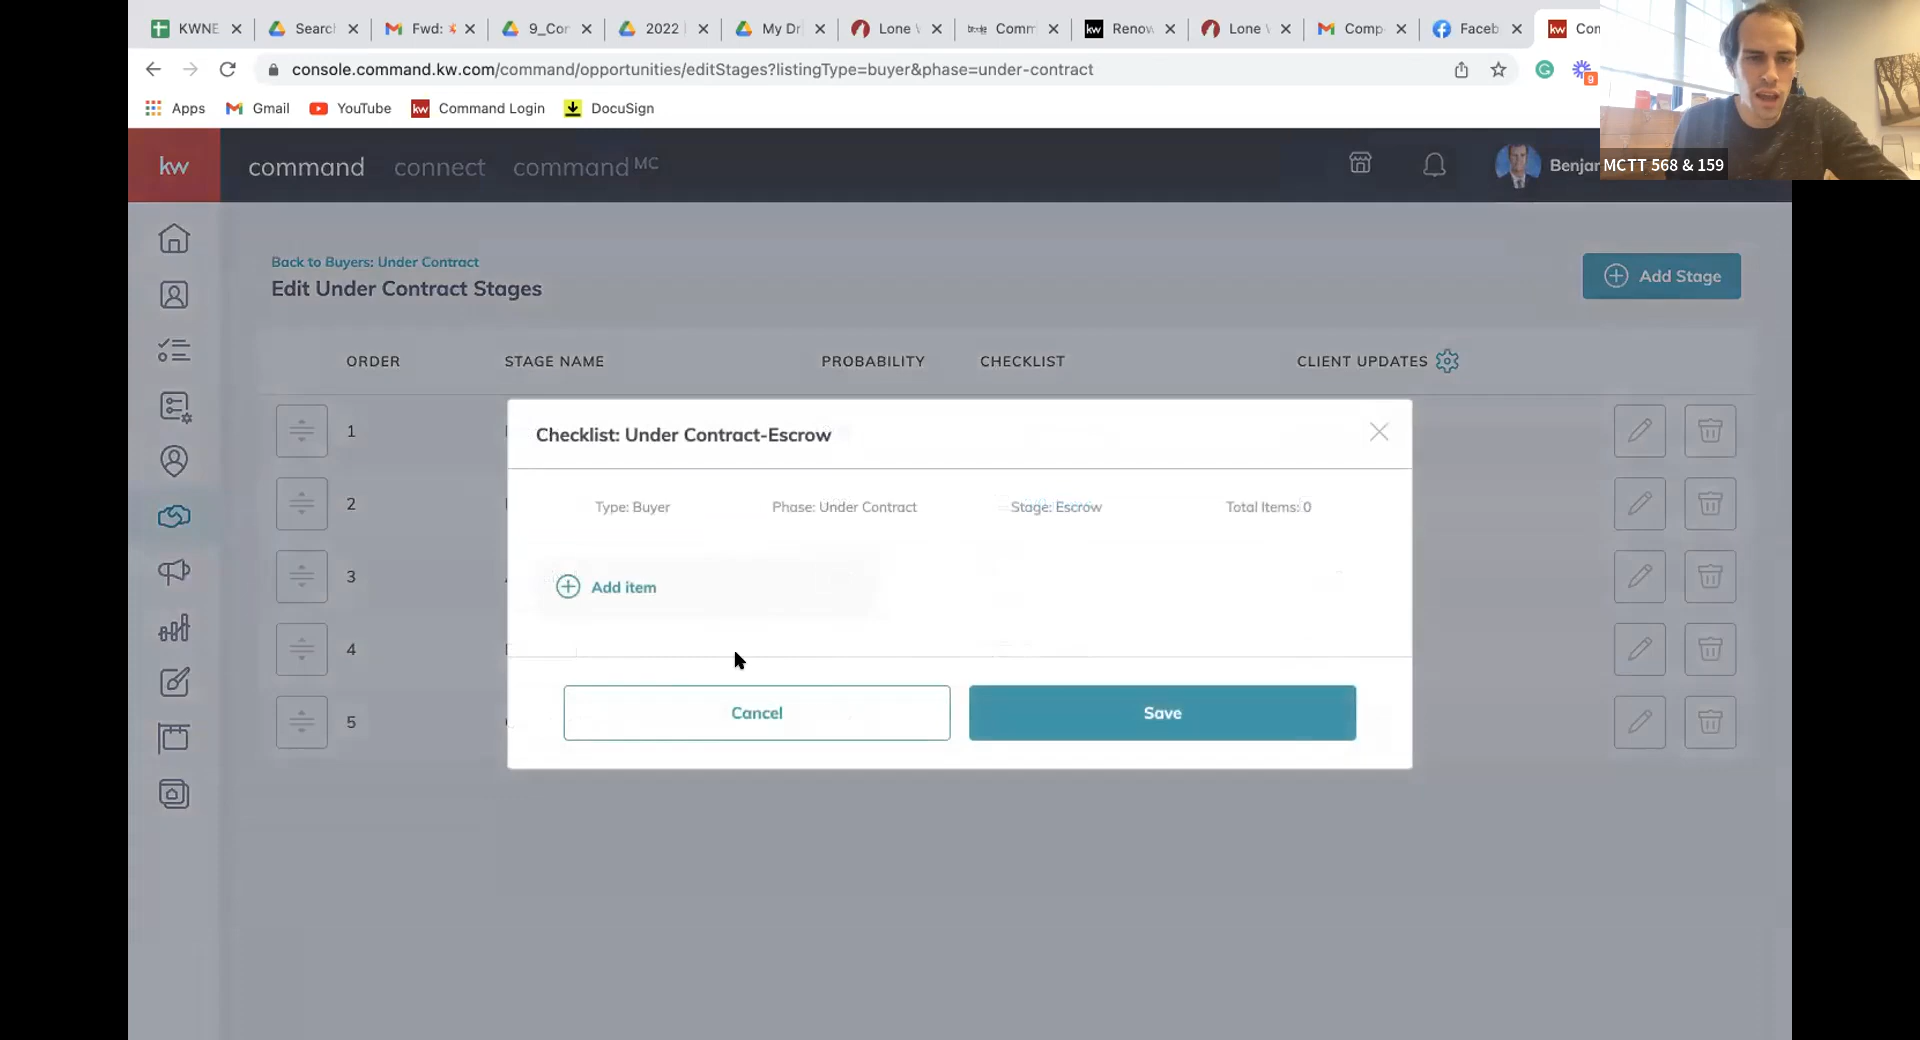 KWNE
Search
Fwd:
9_Cor
2022
My Dr
Lone
Comm
Renov
Lone
Comp
Faceb
Com
console.command.kw.com/command/opportunities/editStages?listingType=buyer&phase=under-contract
9
Apps
Gmail
YouTube
Command Login
DocuSign
kw
command
connect
command MC
Benjar
MCTT 568 & 159
Back to Buyers: Under Contract
Edit Under Contract Stages
Add Stage
ORDER
STAGE NAME
PROBABILITY
CHECKLIST
CLIENT UPDATES
1
2
3
4
5
Checklist: Under Contract-Escrow
Type: Buyer
Phase: Under Contract
Stage: Escrow
Total Items: 0
Add item
Cancel
Save